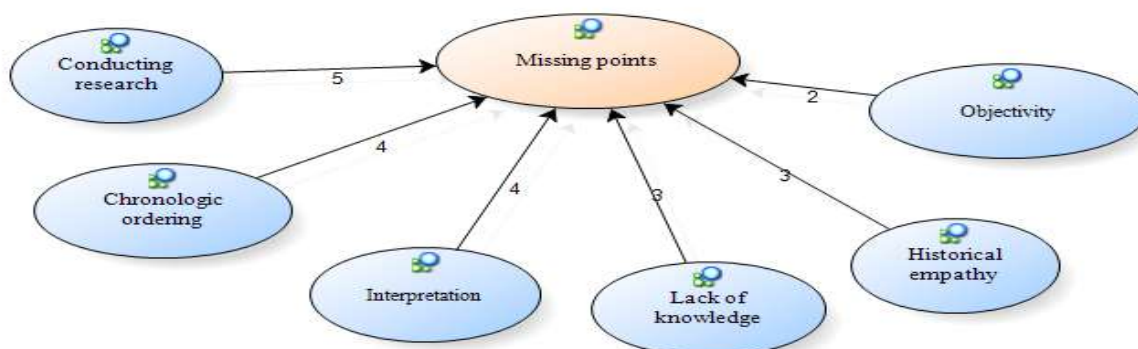 Missing points
Conducting
research
5
2
Objectivity
4
Chronologic
ordering
4
3
3
Historical
empathy
Interpretation
Lack of
knowledge